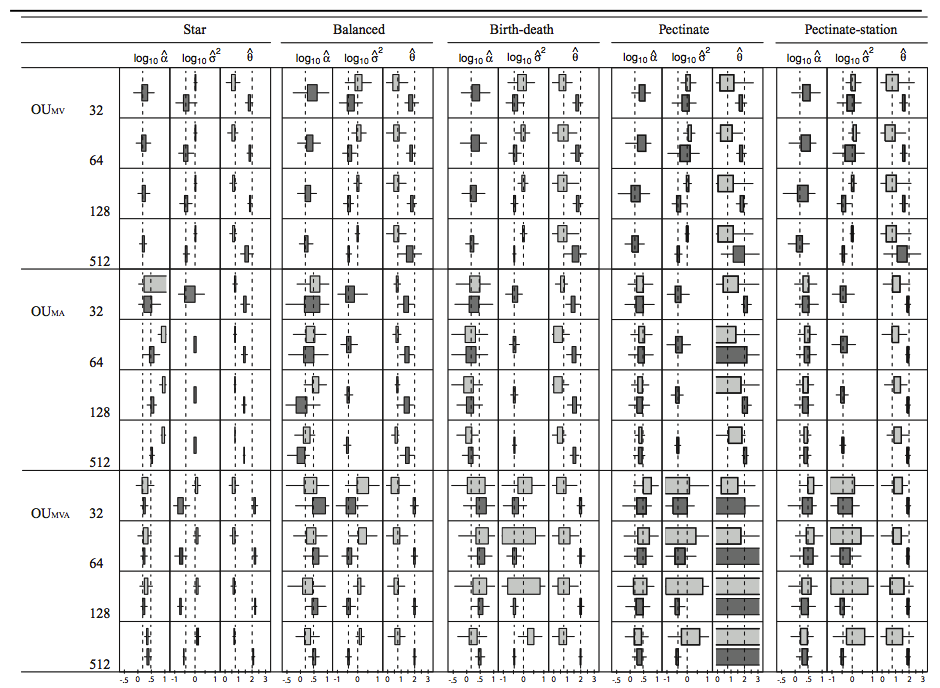 Star Balanced Birth-death Pectinate Pectinate-station
log10 α̂ log10 σ̂² θ̂ log10 α̂ log10 σ̂² θ̂ log10 α̂ log10 σ̂² θ̂ log10 α̂ log10 σ̂² θ̂ log10 α̂ log10 σ̂² θ̂
OUMV 32
64
128
512
OUMA 32
64
128
512
OUMVA 32
64
128
512
-.5 0 .5 1 -1 0 1 0 1 2 3 -.5 0 .5 1 -1 0 1 0 1 2 3 -.5 0 .5 1 -1 0 1 0 1 2 3 -.5 0 .5 1 -1 0 1 0 1 2 3 -.5 0 .5 1 -1 0 1 0 1 2 3